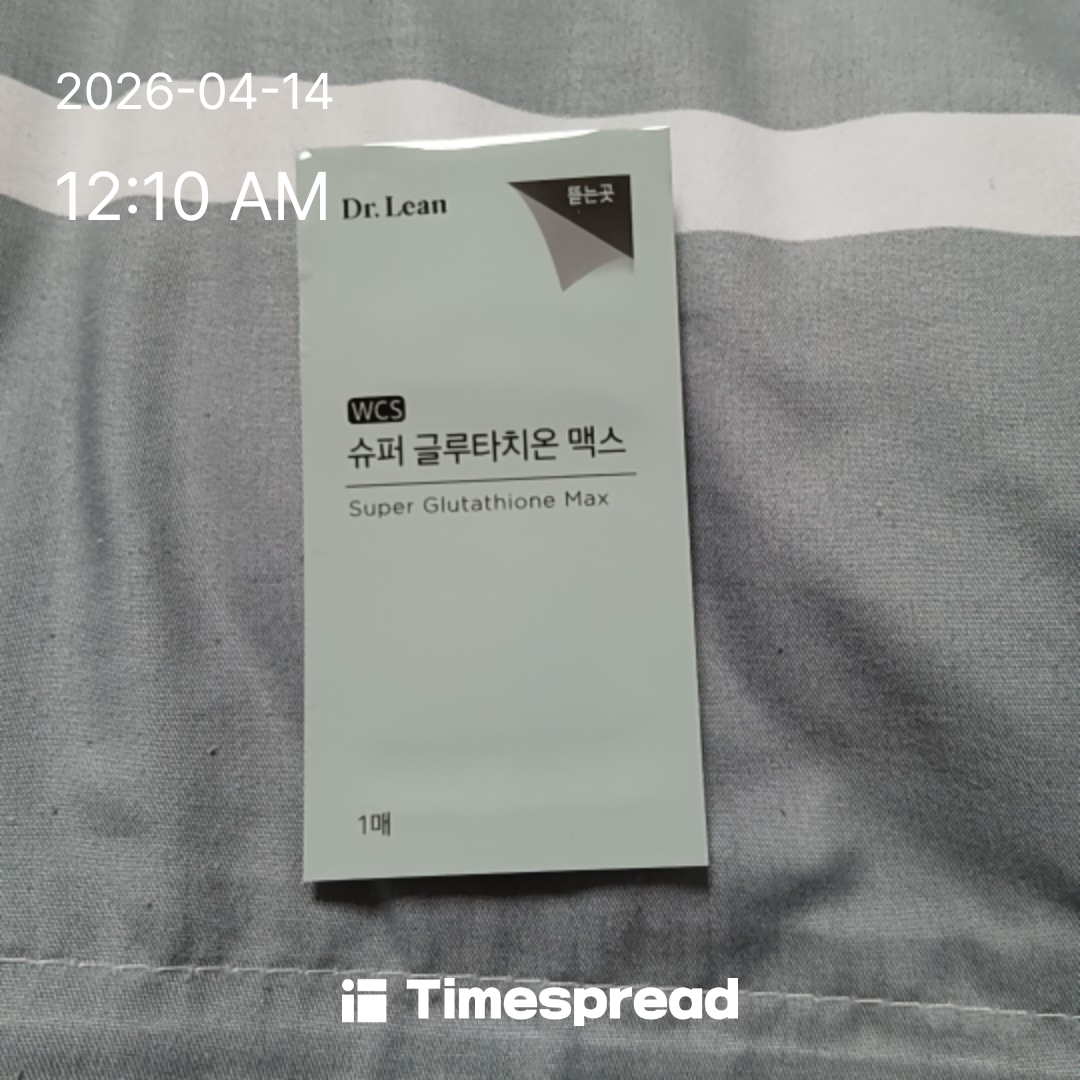 2026-04-14
12:10 AM
Dr. Lean
뜯는곳
WCS
슈퍼 글루타치온 맥스
Super Glutathione Max
1매
Timespread